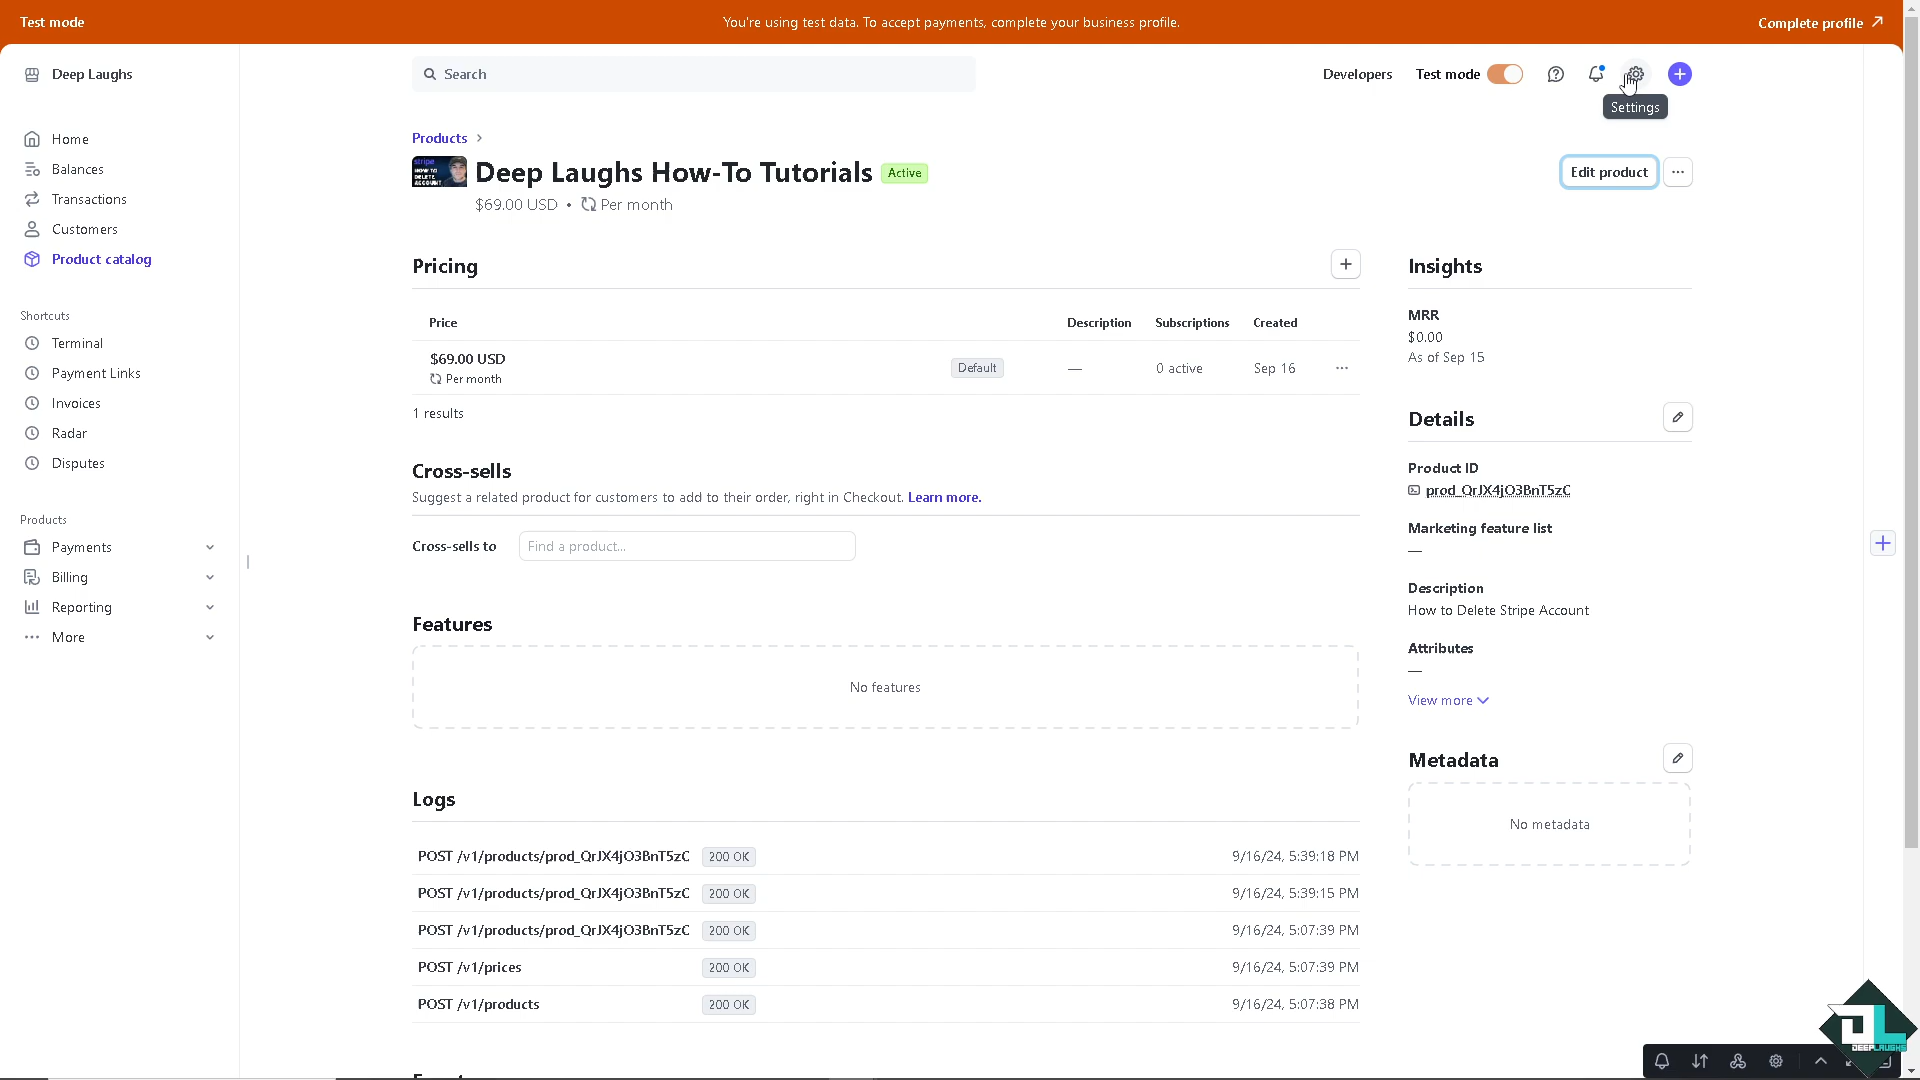 Test mode
You're using test data. To accept payments, complete your business profile.
Complete profile
Deep Laughs
Search
Developers
Test mode
Settings
Home
Balances
Transactions
Customers
Product catalog
Shortcuts
Terminal
Payment Links
Invoices
Radar
Disputes
Products
Payments
Billing
Reporting
More
Products
stripe
HOW TO
DELETE
ACCOUNT
Deep Laughs How-To Tutorials
Active
$69.00 USD • Per month
Edit product
Pricing
Price Description Subscriptions Created
$69.00 USD Default — 0 active Sep 16
Per month
1 results
Cross-sells
Suggest a related product for customers to add to their order, right in Checkout. Learn more.
Cross-sells to
Find a product...
Features
No features
Logs
POST /v1/products/prod_QrJX4jO3BnT5zC 200 OK 9/16/24, 5:39:18 PM
POST /v1/products/prod_QrJX4jO3BnT5zC 200 OK 9/16/24, 5:39:15 PM
POST /v1/products/prod_QrJX4jO3BnT5zC 200 OK 9/16/24, 5:07:39 PM
POST /v1/prices 200 OK 9/16/24, 5:07:39 PM
POST /v1/products 200 OK 9/16/24, 5:07:38 PM
Insights
MRR
$0.00
As of Sep 15
Details
Product ID
prod_QrJX4jO3BnT5zC
Marketing feature list
—
Description
How to Delete Stripe Account
Attributes
—
View more
Metadata
No metadata
DEEPLAUGHS